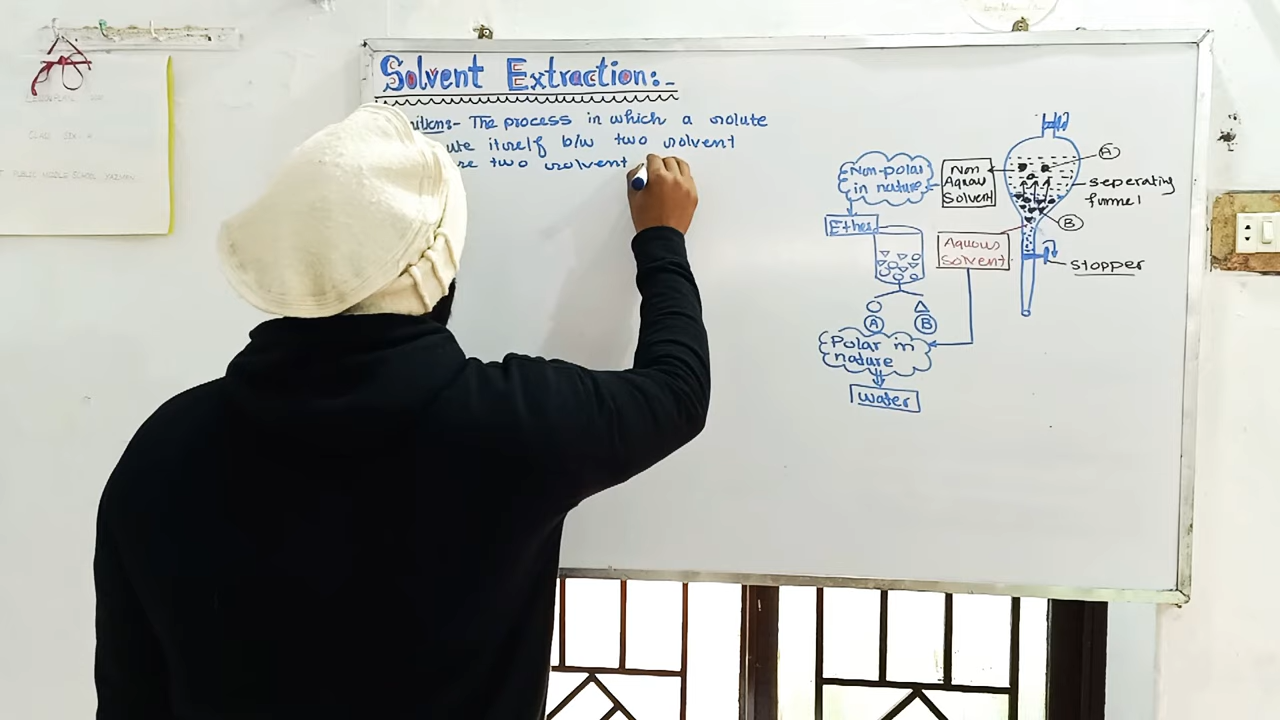 Solvent Extraction:-
The process in which a solute
itself b/w two solvent
two solvent
Non-polar
in nature
Non
Aqous
Solvent
A
seperating
funnel
B
Ether
Aquous
Solvent
stopper
A B
Polar in
nature
water